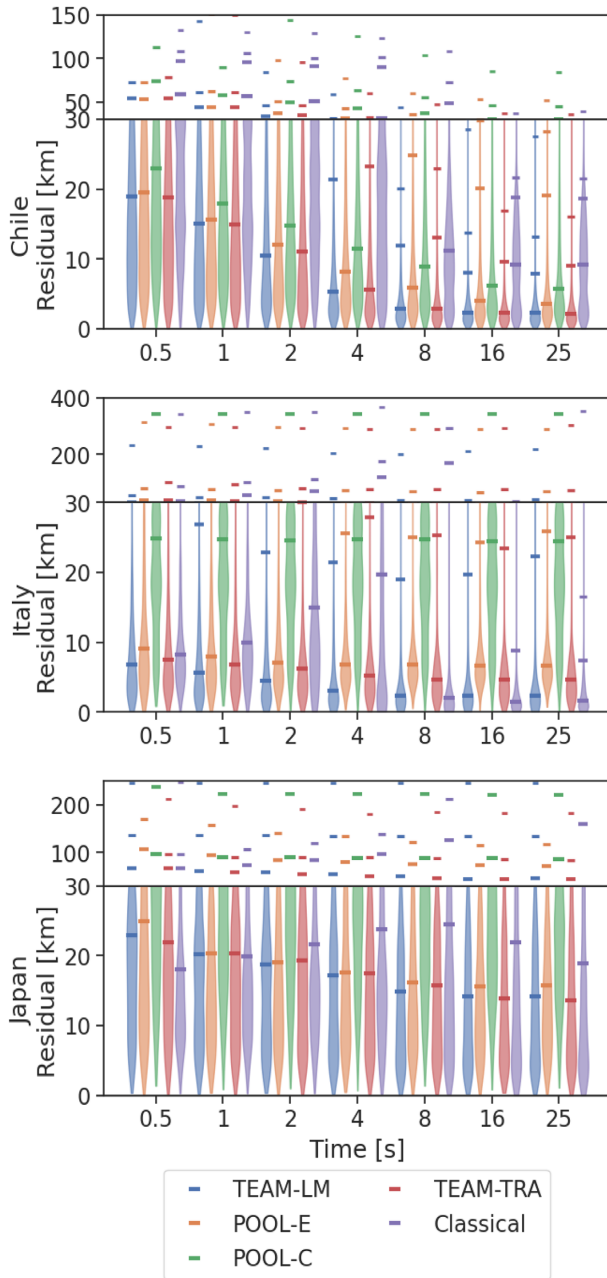 150
100
50
30
20
10
0
Chile
Residual [km]
0.5 1 2 4 8 16 25
400
200
30
20
10
0
Italy
Residual [km]
0.5 1 2 4 8 16 25
200
100
30
20
10
0
Japan
Residual [km]
0.5 1 2 4 8 16 25
Time [s]
TEAM-LM TEAM-TRA
POOL-E Classical
POOL-C